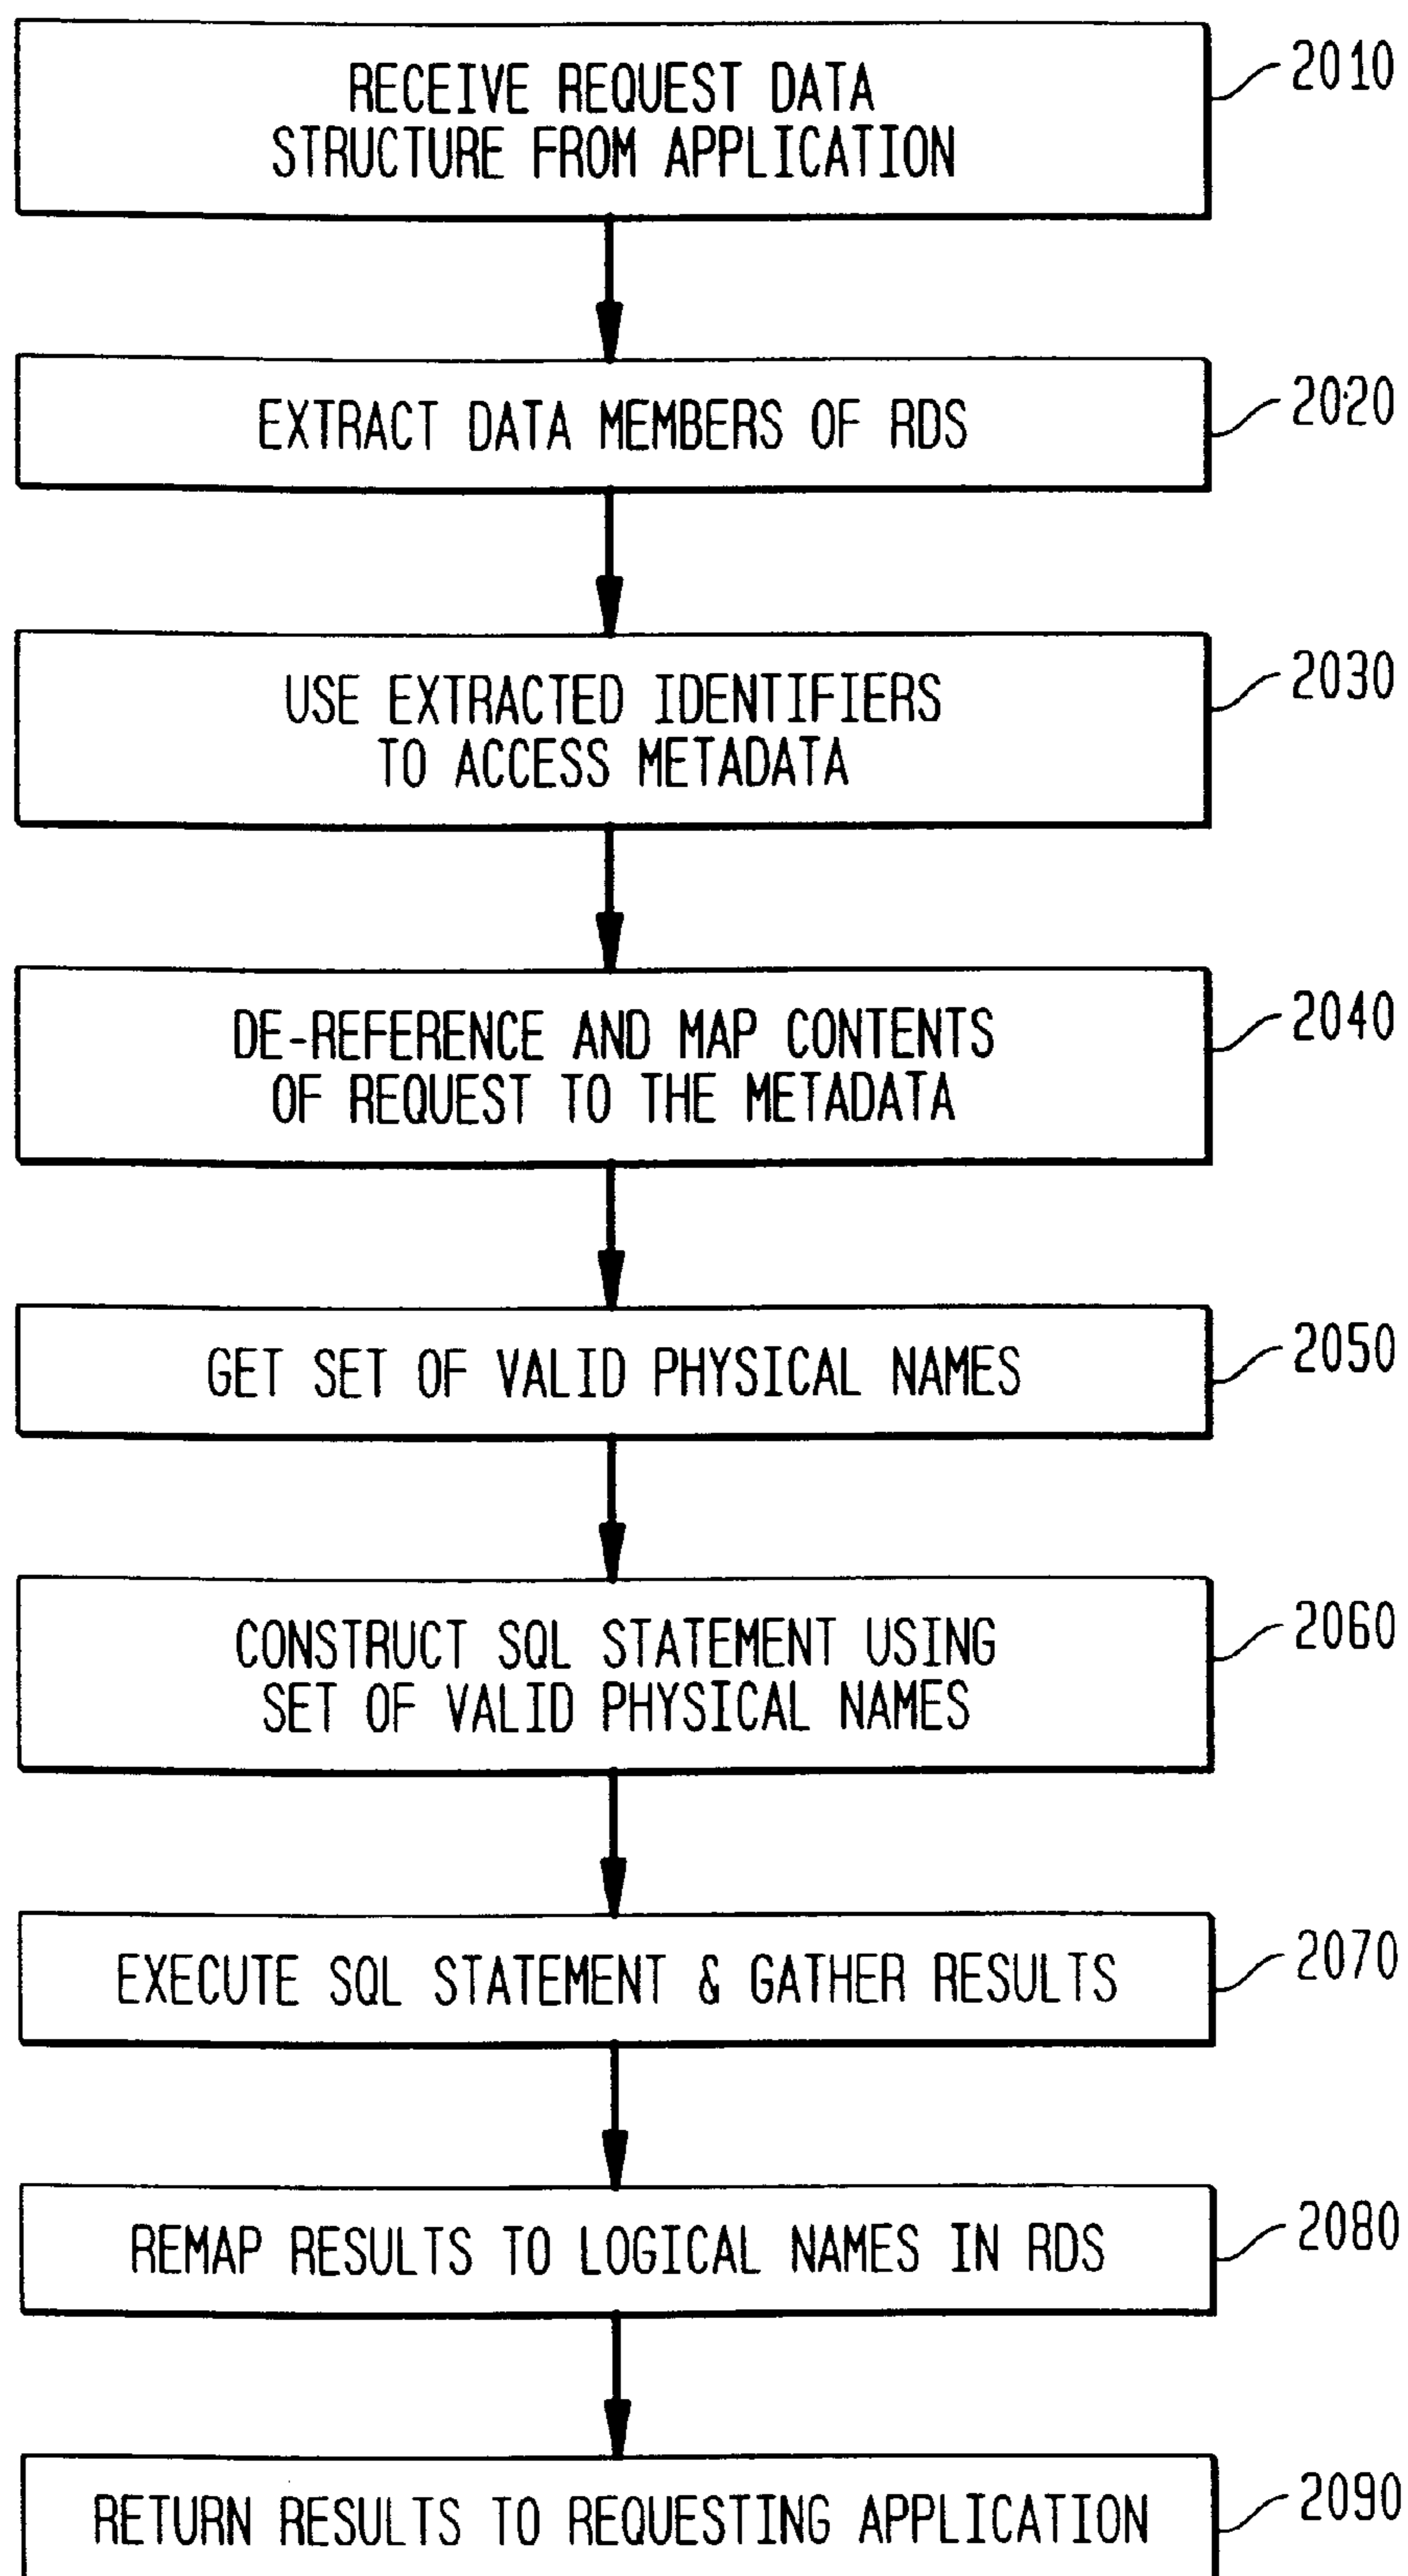 RECEIVE REQUEST DATA
STRUCTURE FROM APPLICATION
2010
EXTRACT DATA MEMBERS OF RDS
2020
USE EXTRACTED IDENTIFIERS
TO ACCESS METADATA
2030
DE-REFERENCE AND MAP CONTENTS
OF REQUEST TO THE METADATA
2040
GET SET OF VALID PHYSICAL NAMES
2050
CONSTRUCT SQL STATEMENT USING
SET OF VALID PHYSICAL NAMES
2060
EXECUTE SQL STATEMENT & GATHER RESULTS
2070
REMAP RESULTS TO LOGICAL NAMES IN RDS
2080
RETURN RESULTS TO REQUESTING APPLICATION
2090